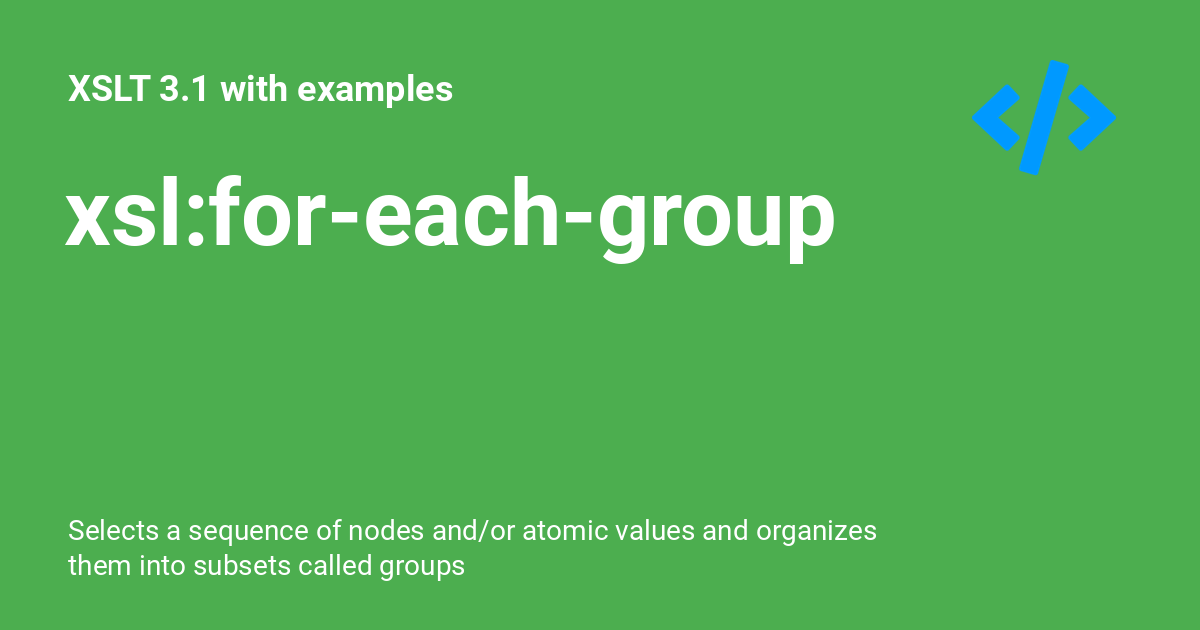 XSLT 3.1 with examples
xsl:for-each-group
Selects a sequence of nodes and/or atomic values and organizes
them into subsets called groups